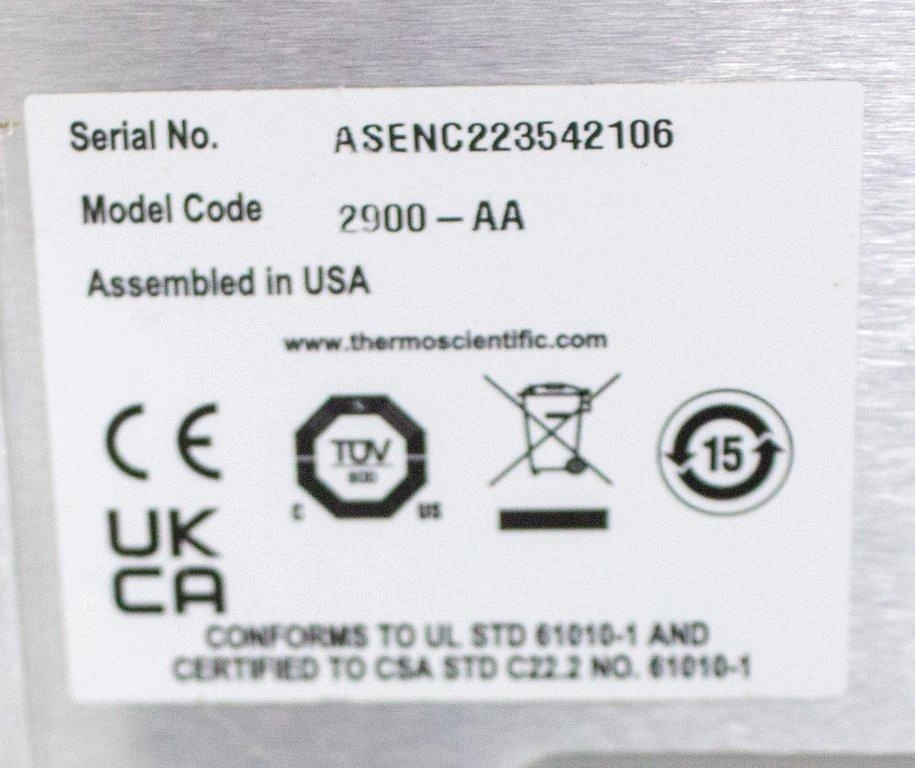 Serial No. ASENC223542106
Model Code 2900-AA
Assembled in USA
www.thermoscientific.com
CE
TÜV
C US
15
UK
CA
CONFORMS TO UL STD 61010-1 AND
CERTIFIED TO CSA STD C22.2 NO. 61010-1